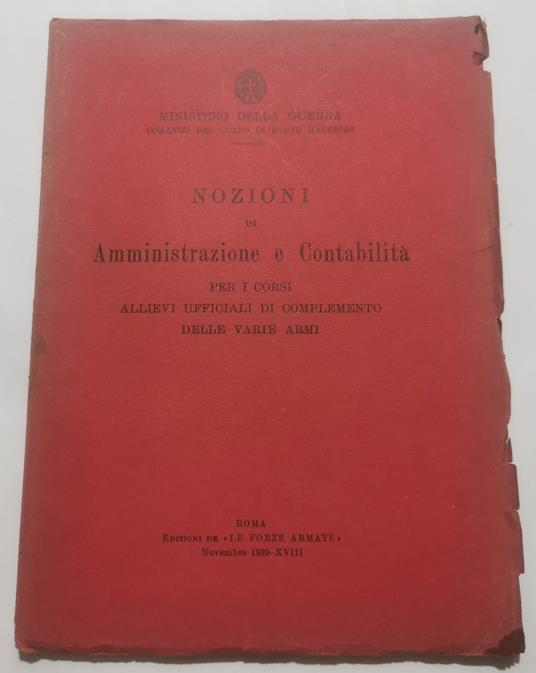 MINISTERO DELLA GUERRA
COMANDO DEL CORPO DI STATO MAGGIORE
NOZIONI
DI
Amministrazione e Contabilità
PER I CORSI
ALLIEVI UFFICIALI DI COMPLEMENTO
DELLE VARIE ARMI
ROMA
EDIZIONI DE «LE FORZE ARMATE»
Novembre 1939-XVIII